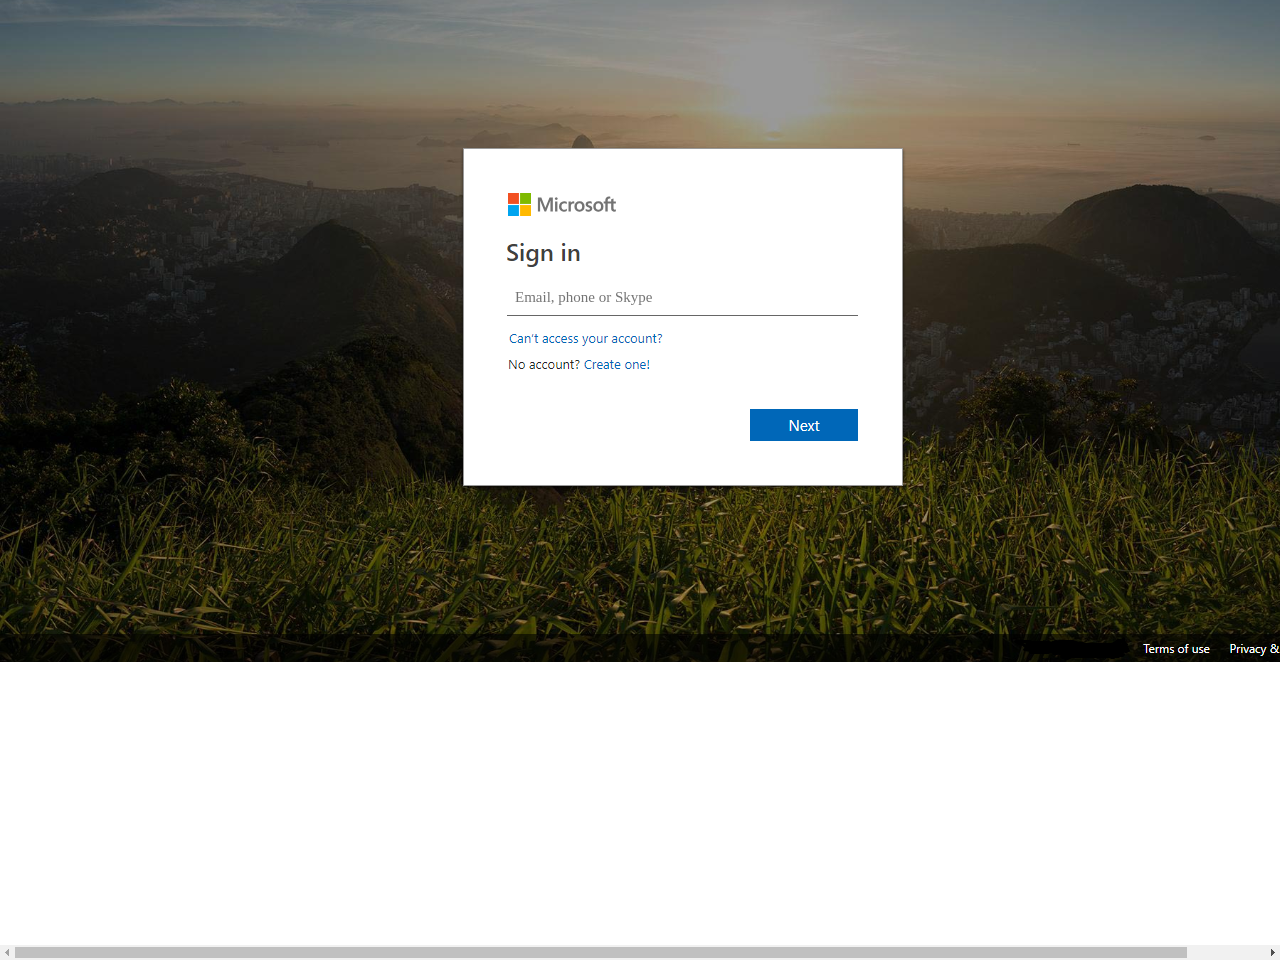 Microsoft
Sign in
Email, phone or Skype
Can't access your account?
No account? Create one!
Next
Terms of use
Privacy &